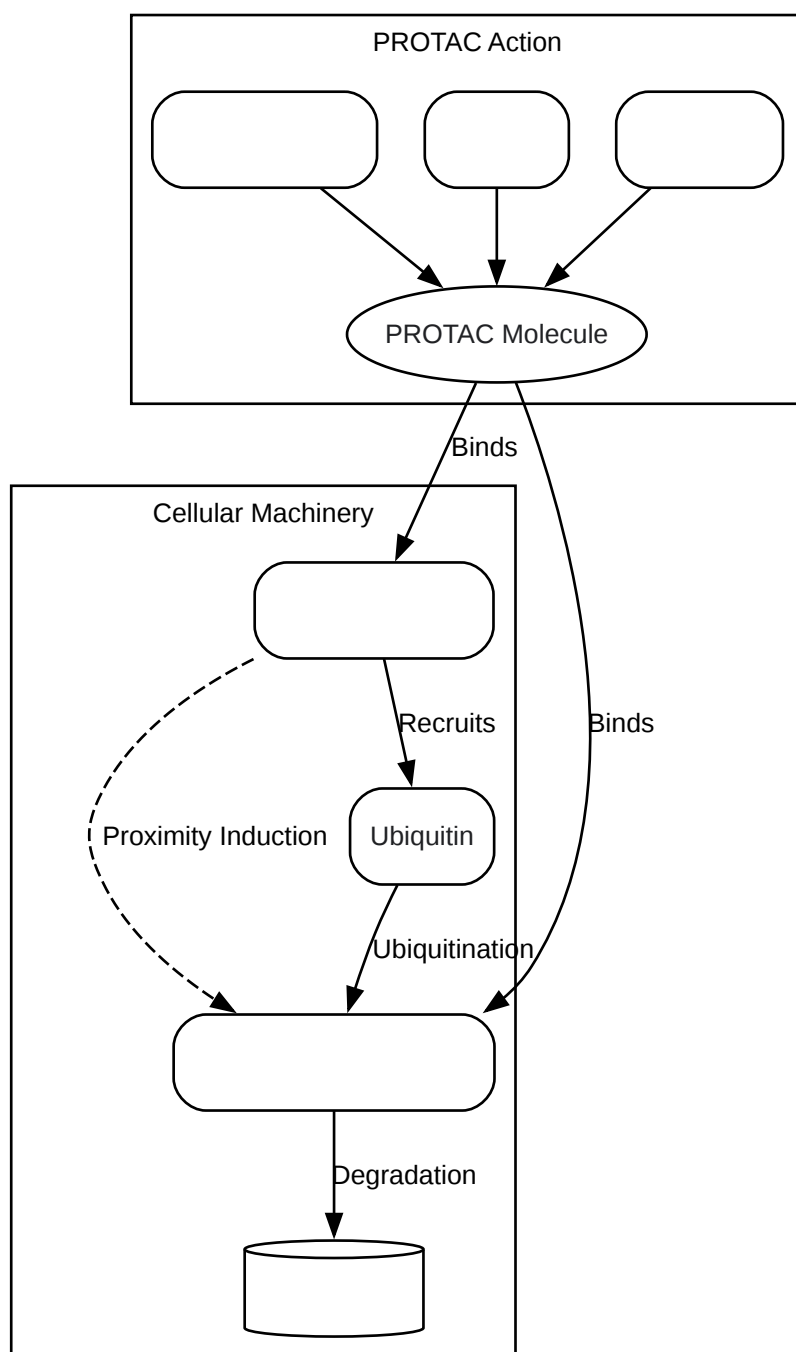 PROTAC Action
PROTAC Molecule
Binds
Cellular Machinery
Recruits
Binds
Proximity Induction
Ubiquitin
Ubiquitination
Degradation